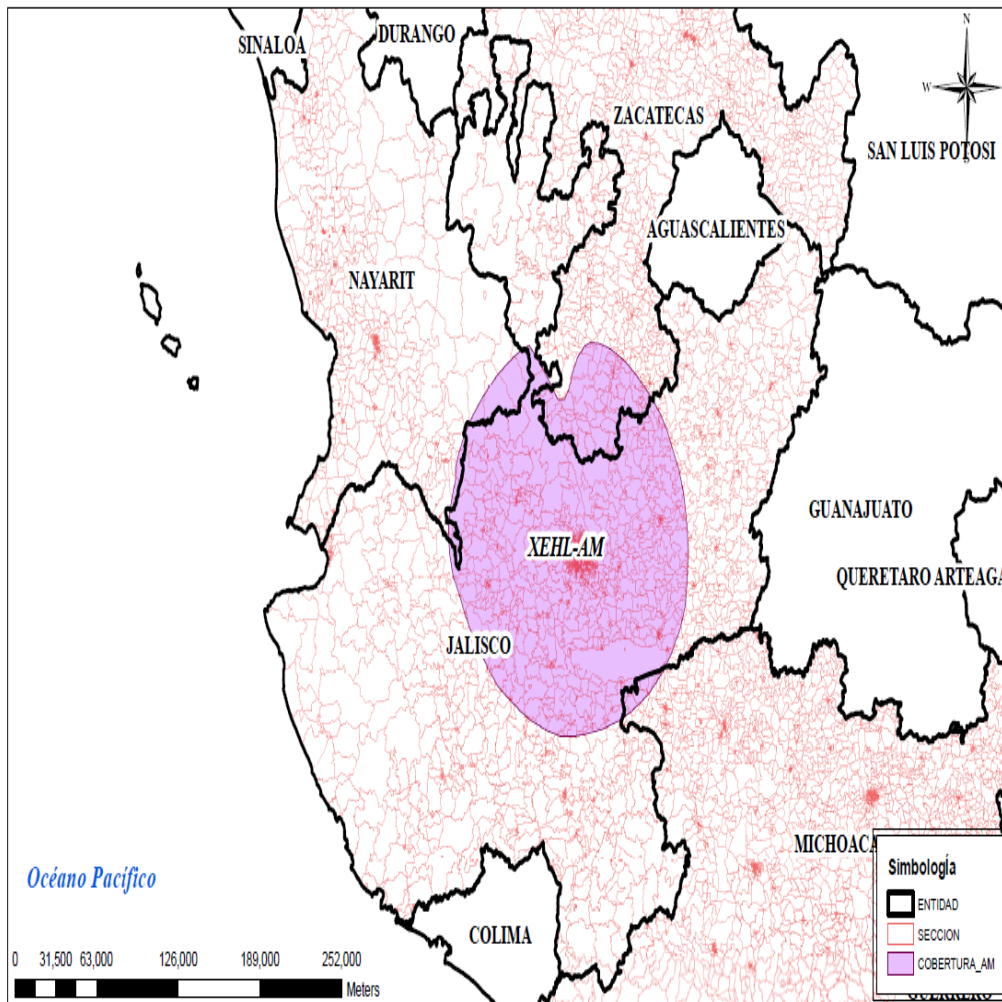 SINALOA
DURANGO
N
W
ZACATECAS
SAN LUIS POTOSI
AGUASCALIENTES
NAYARIT
GUANAJUATO
XEHL-AM
QUERETARO ARTEAGA
JALISCO
MICHOACA
Océano Pacífico
COLIMA
Simbología
ENTIDAD
SECCION
COBERTURA_AM
0 31,500 63,000 126,000 189,000 252,000
Meters